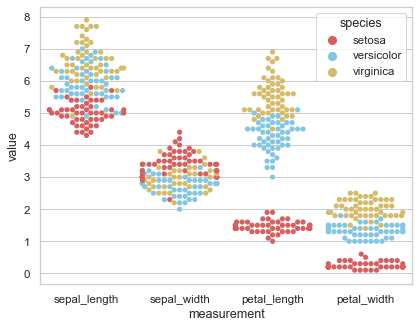 8
7
6
5
4
3
2
1
0
value
species
setosa
versicolor
virginica
sepal_length sepal_width petal_length petal_width
measurement